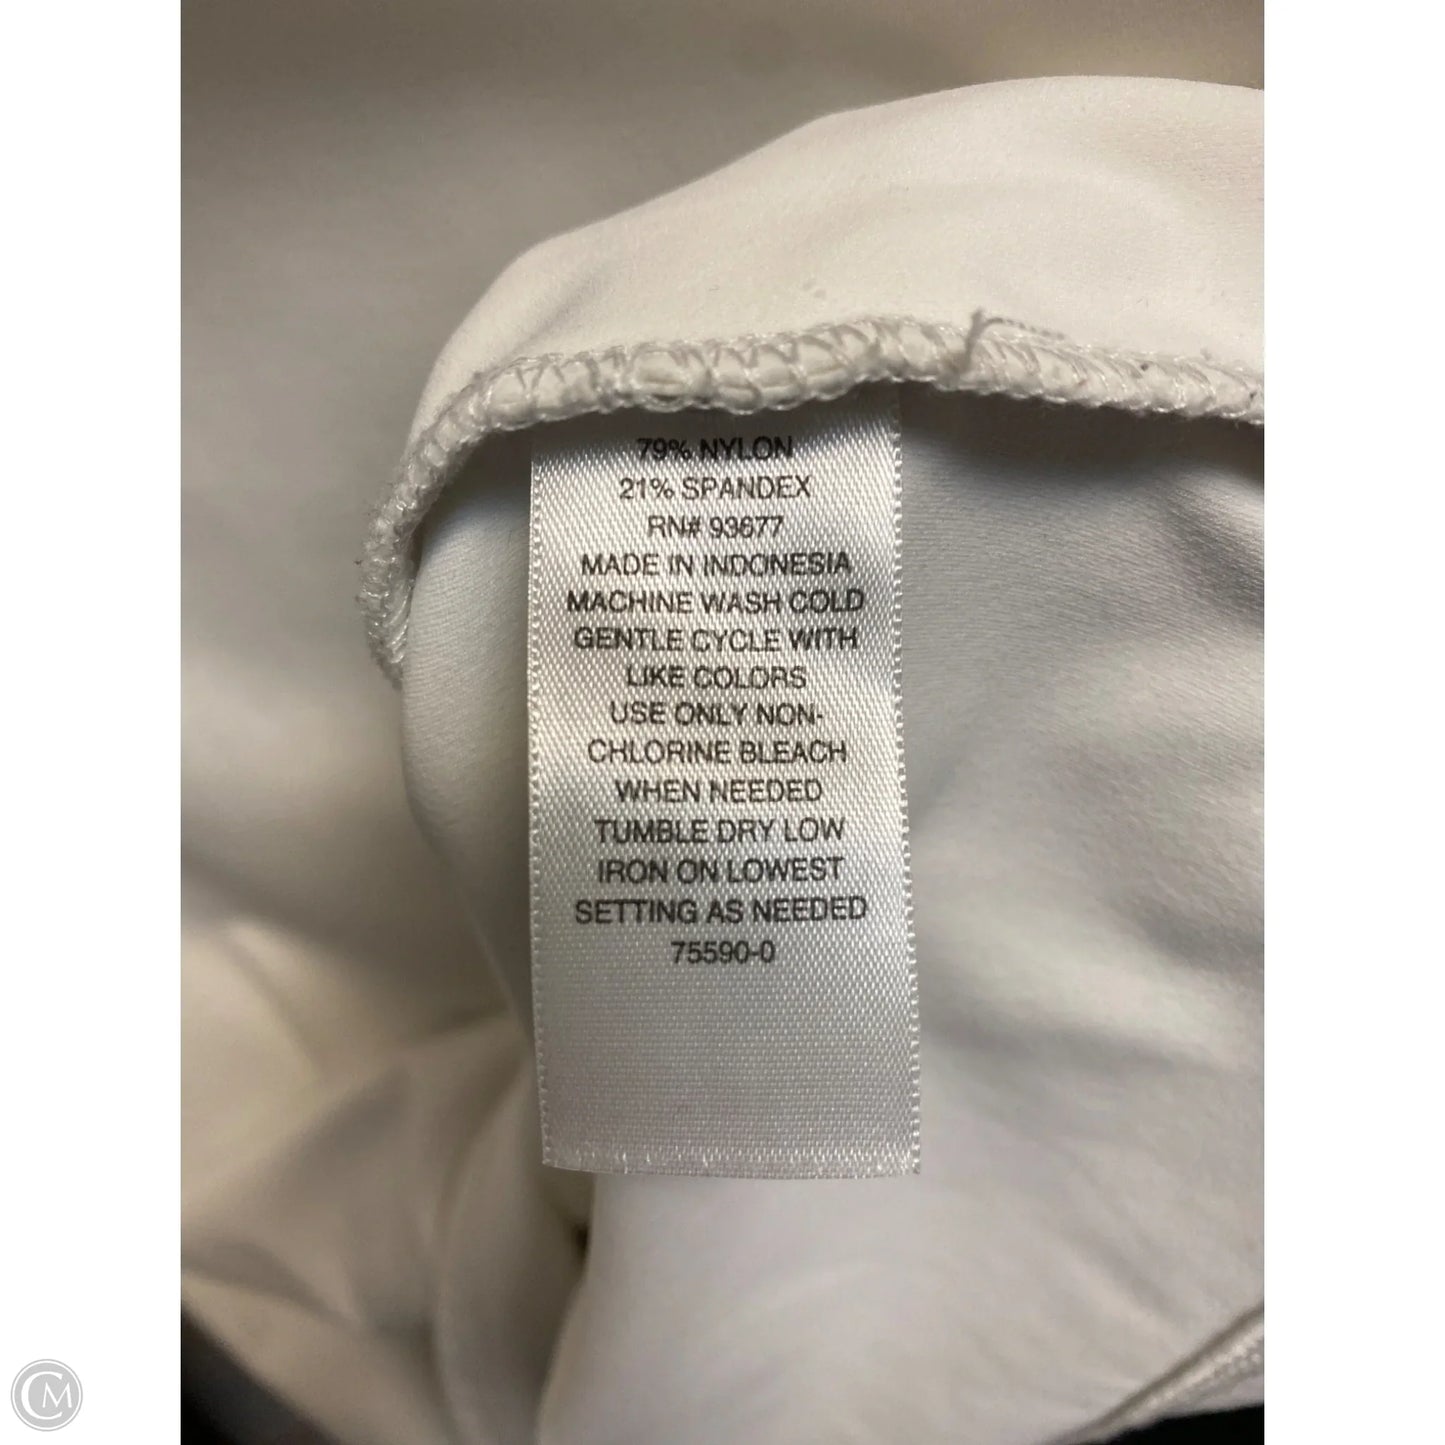 79% NYLON
21% SPANDEX
RN# 93677
MADE IN INDONESIA
MACHINE WASH COLD
GENTLE CYCLE WITH
LIKE COLORS
USE ONLY NON-
CHLORINE BLEACH
WHEN NEEDED
TUMBLE DRY LOW
IRON ON LOWEST
SETTING AS NEEDED
75590-0
CM